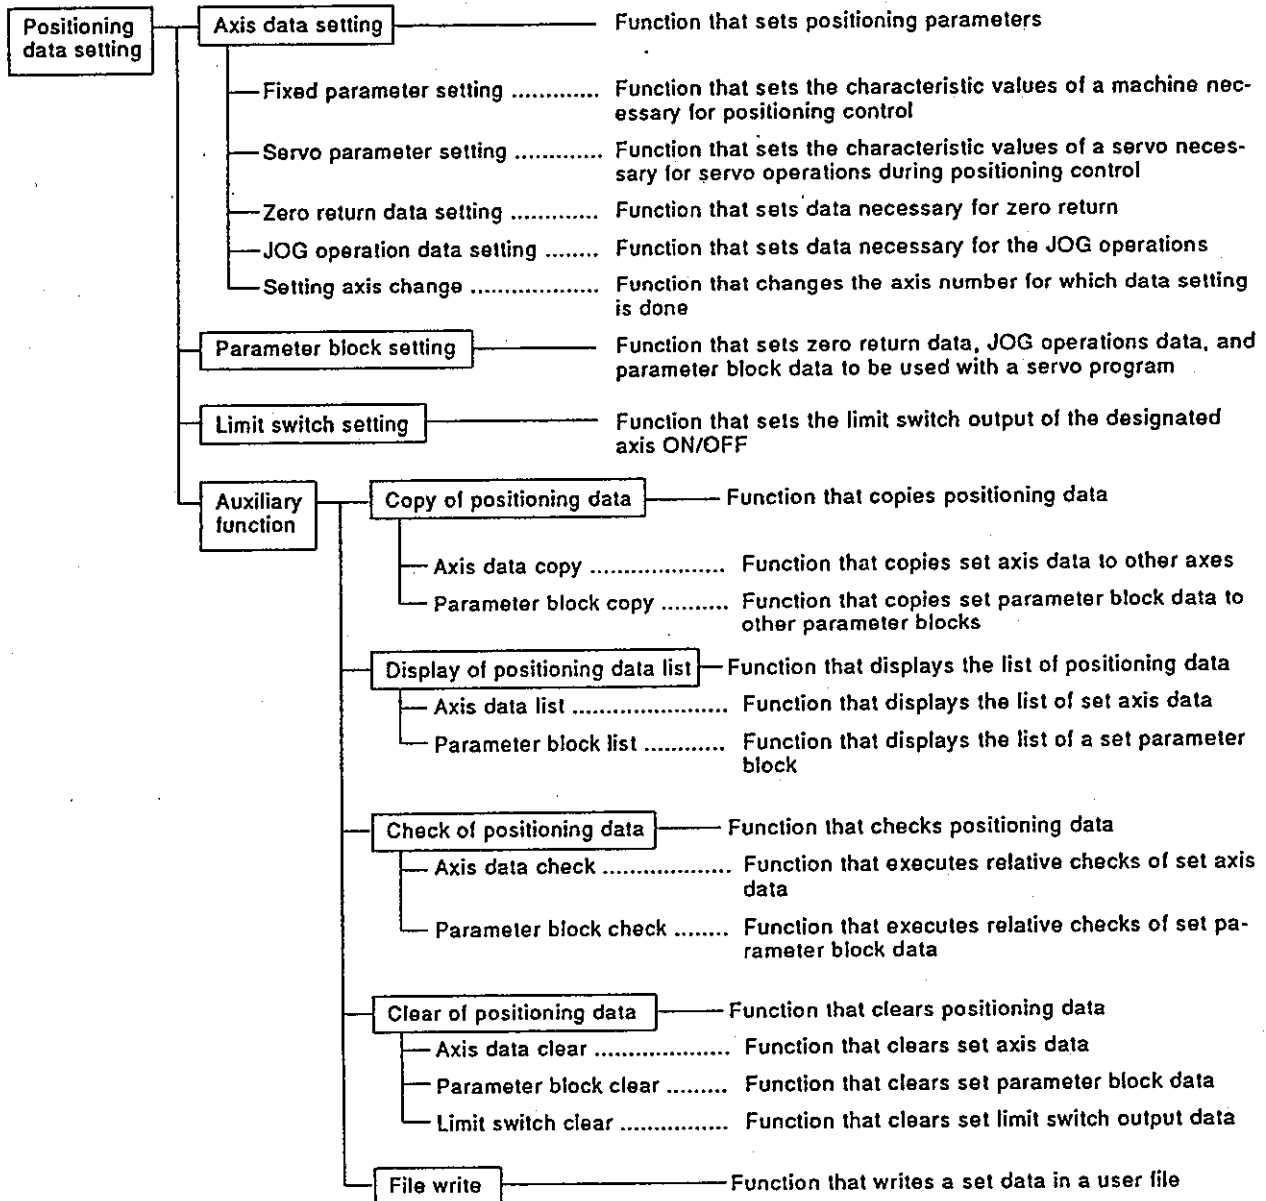 Positioning data setting
Axis data setting
Function that sets positioning parameters
Fixed parameter setting ............. Function that sets the characteristic values of a machine nec-
essary for positioning control
Servo parameter setting ............. Function that sets the characteristic values of a servo neces-
sary for servo operations during positioning control
Zero return data setting ............. Function that sets data necessary for zero return
JOG operation data setting ........ Function that sets data necessary for the JOG operations
Setting axis change .................. Function that changes the axis number for which data setting
is done
Parameter block setting
Function that sets zero return data, JOG operations data, and
parameter block data to be used with a servo program
Limit switch setting
Function that sets the limit switch output of the designated
axis ON/OFF
Auxiliary
function
Copy of positioning data
Function that copies positioning data
Axis data copy ..................... Function that copies set axis data to other axes
Parameter block copy .......... Function that copies set parameter block data to
other parameter blocks
Display of positioning data list
Function that displays the list of positioning data
Axis data list ........................ Function that displays the list of set axis data
Parameter block list ............ Function that displays the list of a set parameter
block
Check of positioning data
Function that checks positioning data
Axis data check .................... Function that executes relative checks of set axis
data
Parameter block check ........ Function that executes relative checks of set pa-
rameter block data
Clear of positioning data
Function that clears positioning data
Axis data clear ..................... Function that clears set axis data
Parameter block clear ......... Function that clears set parameter block data
Limit switch clear ................. Function that clears set limit switch output data
File write
Function that writes a set data in a user file